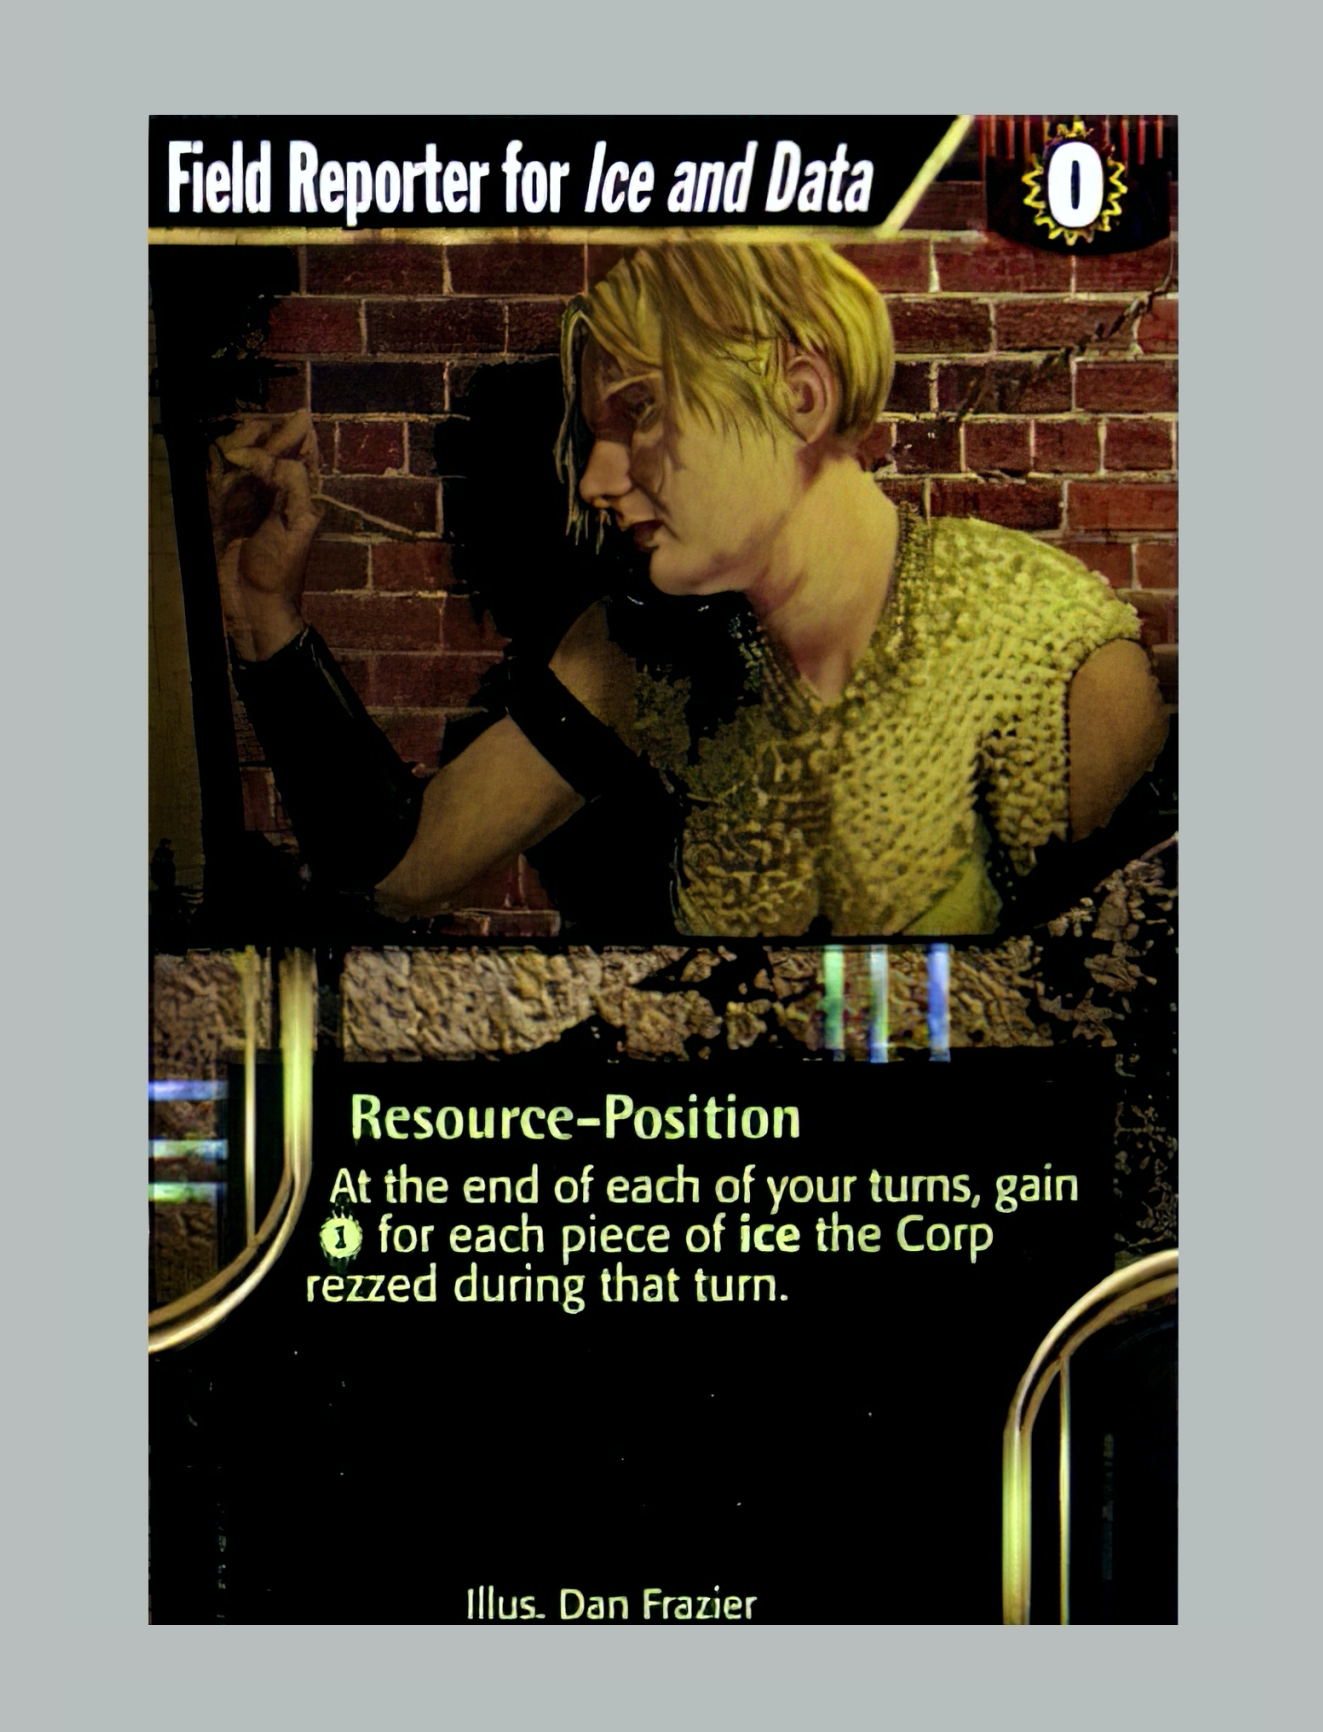 Field Reporter for Ice and Data
0
Resource-Position
At the end of each of your turns, gain
1 for each piece of ice the Corp
rezzed during that turn.
Illus. Dan Frazier